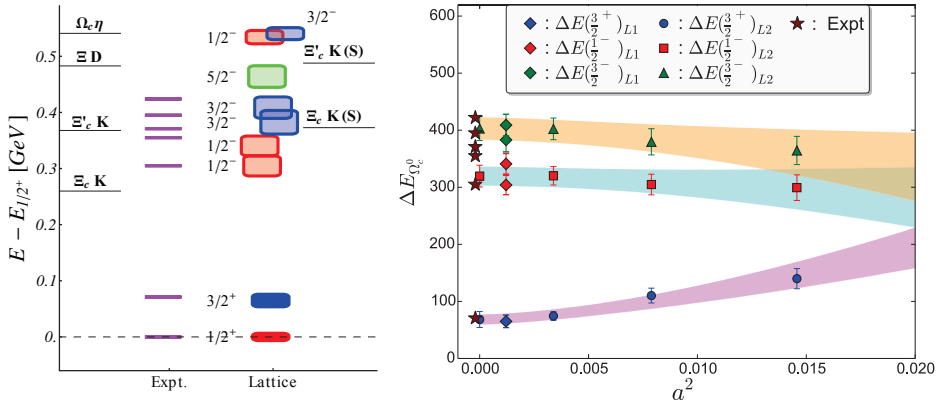 E − E₁/₂⁺ [GeV]
0.5
0.4
0.3
0.2
0.1
0.
Ω_c η
Ξ D
Ξ'_c K
Ξ_c K
3/2⁻
1/2⁻
5/2⁻
3/2⁻
3/2⁻
1/2⁻
1/2⁻
3/2⁺
1/2⁺
Ξ'_c K (S)
Ξ_c K (S)
Expt.
Lattice
ΔE_{Ω_c^0}
600
500
400
300
200
100
0
: ΔE(3/2⁺)_{L1} : ΔE(3/2⁺)_{L2} : Expt
: ΔE(1/2⁻)_{L1} : ΔE(1/2⁻)_{L2}
: ΔE(3/2⁻)_{L1} : ΔE(3/2⁻)_{L2}
0.000 0.005 0.010 0.015 0.020
a²